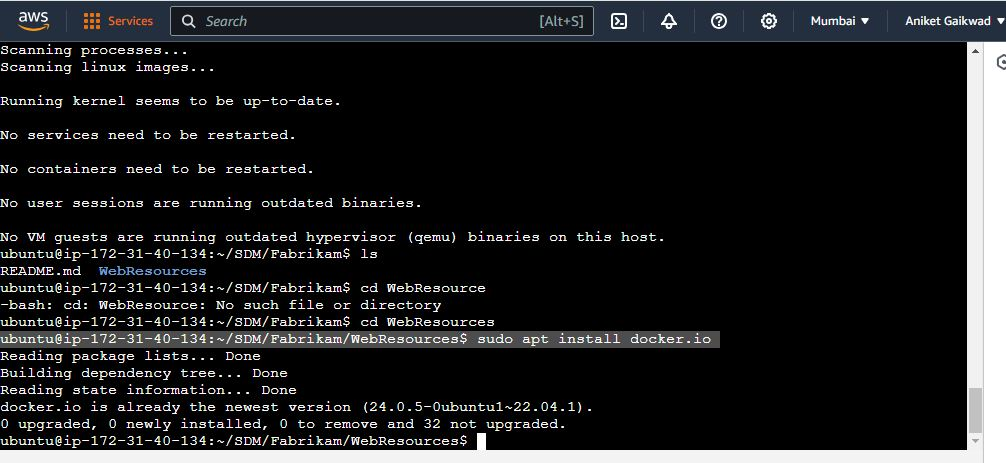 aws Services Search [Alt+S] Mumbai ▼ Aniket Gaikwad ▼
Scanning processes...
Scanning linux images...
Running kernel seems to be up-to-date.
No services need to be restarted.
No containers need to be restarted.
No user sessions are running outdated binaries.
No VM guests are running outdated hypervisor (qemu) binaries on this host.
ubuntu@ip-172-31-40-134:~/SDM/Fabrikam$ ls
README.md  WebResources
ubuntu@ip-172-31-40-134:~/SDM/Fabrikam$ cd WebResource
-bash: cd: WebResource: No such file or directory
ubuntu@ip-172-31-40-134:~/SDM/Fabrikam$ cd WebResources
ubuntu@ip-172-31-40-134:~/SDM/Fabrikam/WebResources$ sudo apt install docker.io
Reading package lists... Done
Building dependency tree... Done
Reading state information... Done
docker.io is already the newest version (24.0.5-0ubuntu1~22.04.1).
0 upgraded, 0 newly installed, 0 to remove and 32 not upgraded.
ubuntu@ip-172-31-40-134:~/SDM/Fabrikam/WebResources$